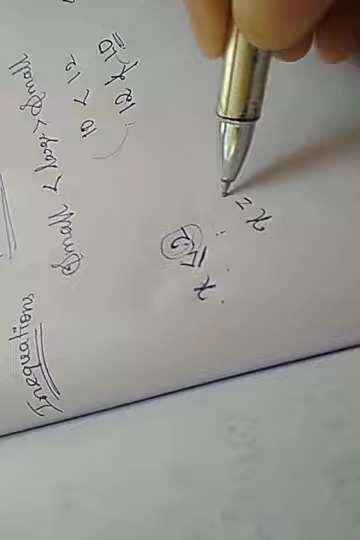 Inequations
Small < large > Small
10 < 12
12 > 10
x ≤ 5
x =